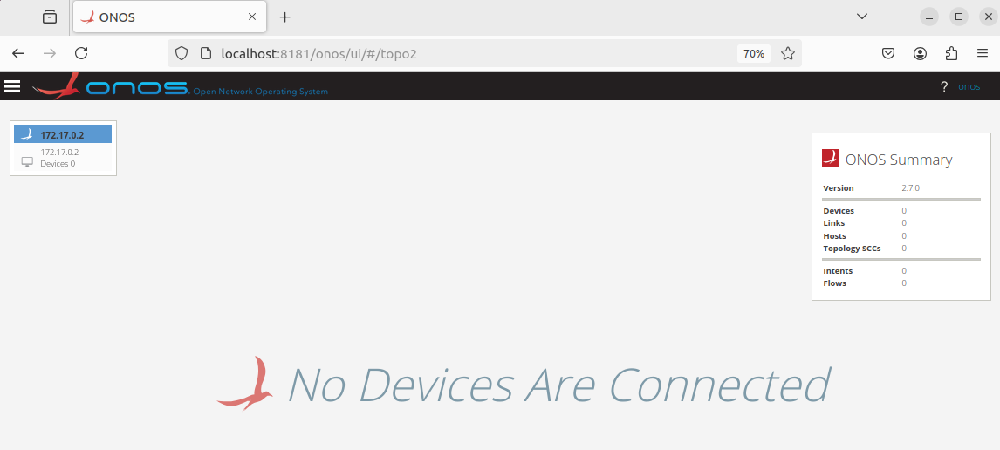 ONOS
localhost:8181/onos/ui/#/topo2
70%
onos. Open Network Operating System
? onos
172.17.0.2
172.17.0.2
Devices 0
ONOS Summary
Version 2.7.0
Devices 0
Links 0
Hosts 0
Topology SCCs 0
Intents 0
Flows 0
No Devices Are Connected